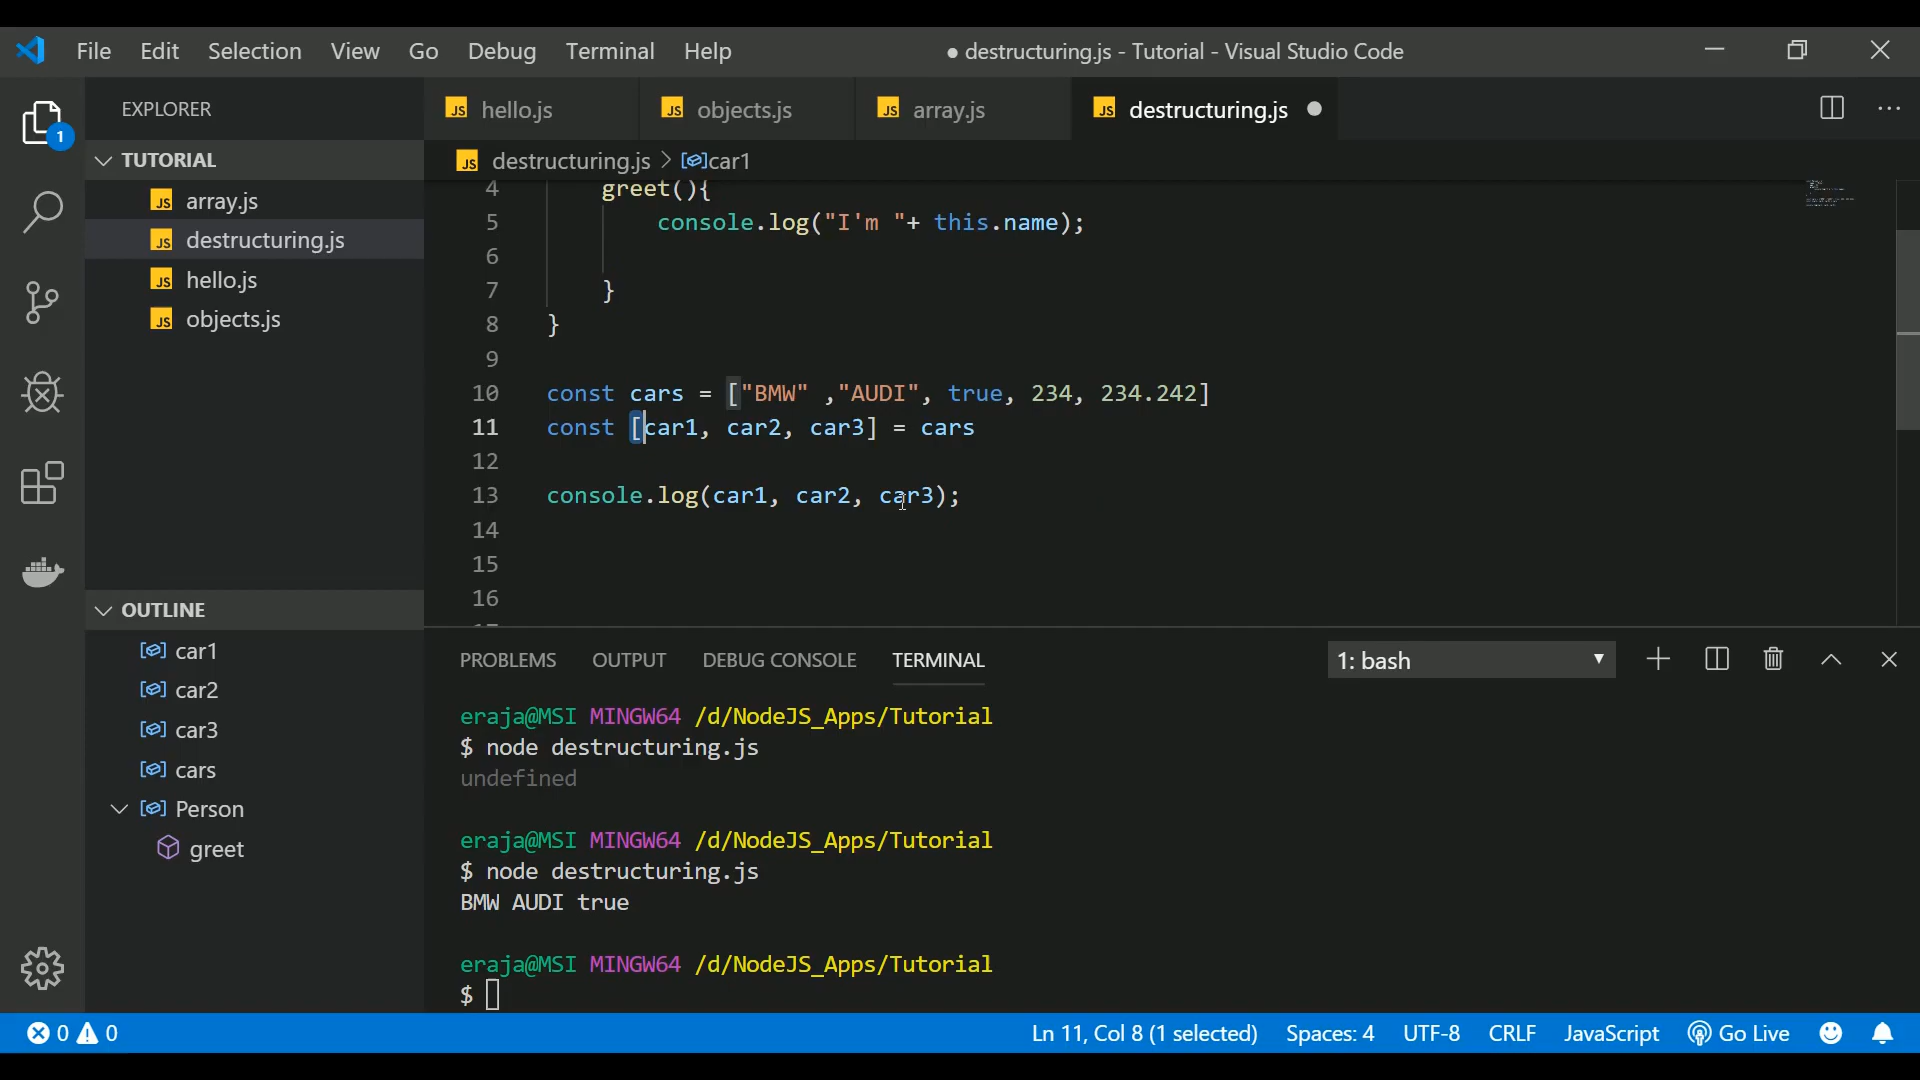 File Edit Selection View Go Debug Terminal Help ● destructuring.js - Tutorial - Visual Studio Code
EXPLORER
hello.js
objects.js
array.js
destructuring.js
1
TUTORIAL
JS array.js
JS destructuring.js
JS hello.js
JS objects.js
JS destructuring.js > car1
4 greet(){
5 console.log("I'm "+ this.name);
6
7 }
8 }
9
10 const cars = ["BMW" ,"AUDI", true, 234, 234.242]
11 const [car1, car2, car3] = cars
12
13 console.log(car1, car2, car3);
14
15
16
OUTLINE
car1
car2
car3
cars
Person
greet
PROBLEMS OUTPUT DEBUG CONSOLE TERMINAL 1: bash
eraja@MSI MINGW64 /d/NodeJS_Apps/Tutorial
$ node destructuring.js
undefined
eraja@MSI MINGW64 /d/NodeJS_Apps/Tutorial
$ node destructuring.js
BMW AUDI true
eraja@MSI MINGW64 /d/NodeJS_Apps/Tutorial
$
0 0 Ln 11, Col 8 (1 selected) Spaces: 4 UTF-8 CRLF JavaScript Go Live